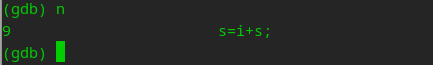 (gdb) n
9                       s=i+s;
(gdb)